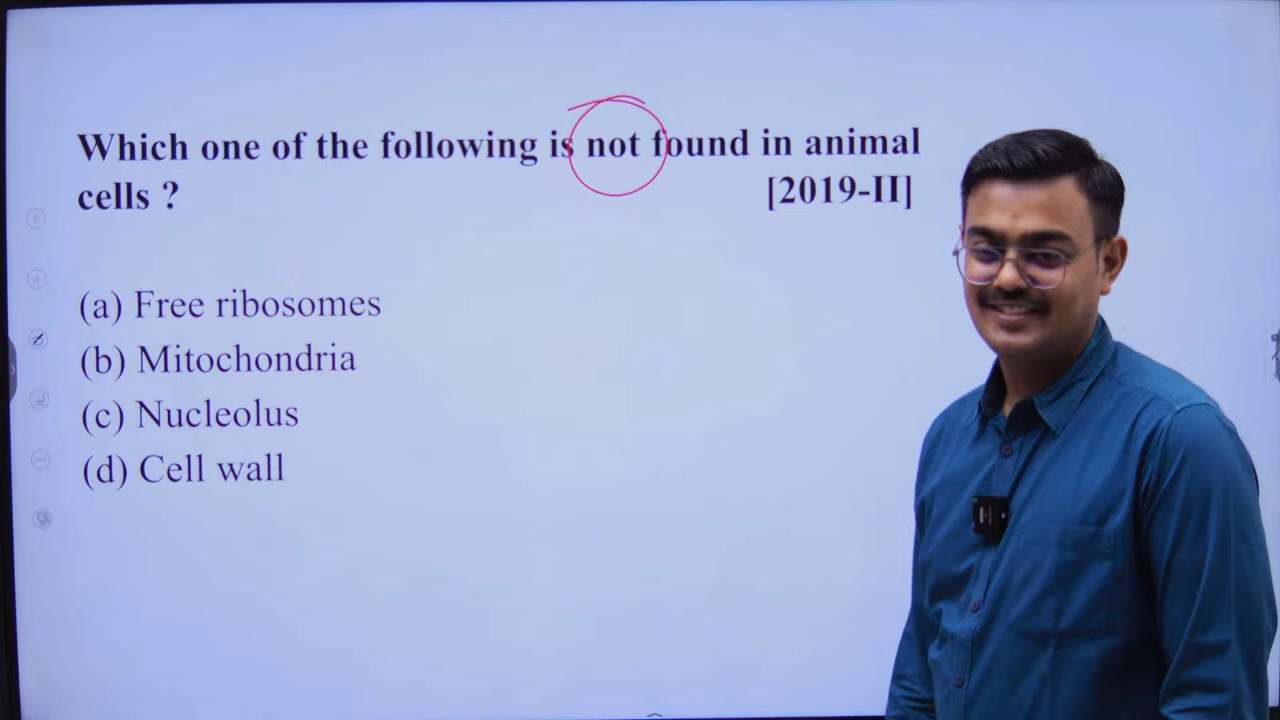 Which one of the following is not found in animal
cells ? [2019-II]
(a) Free ribosomes
(b) Mitochondria
(c) Nucleolus
(d) Cell wall